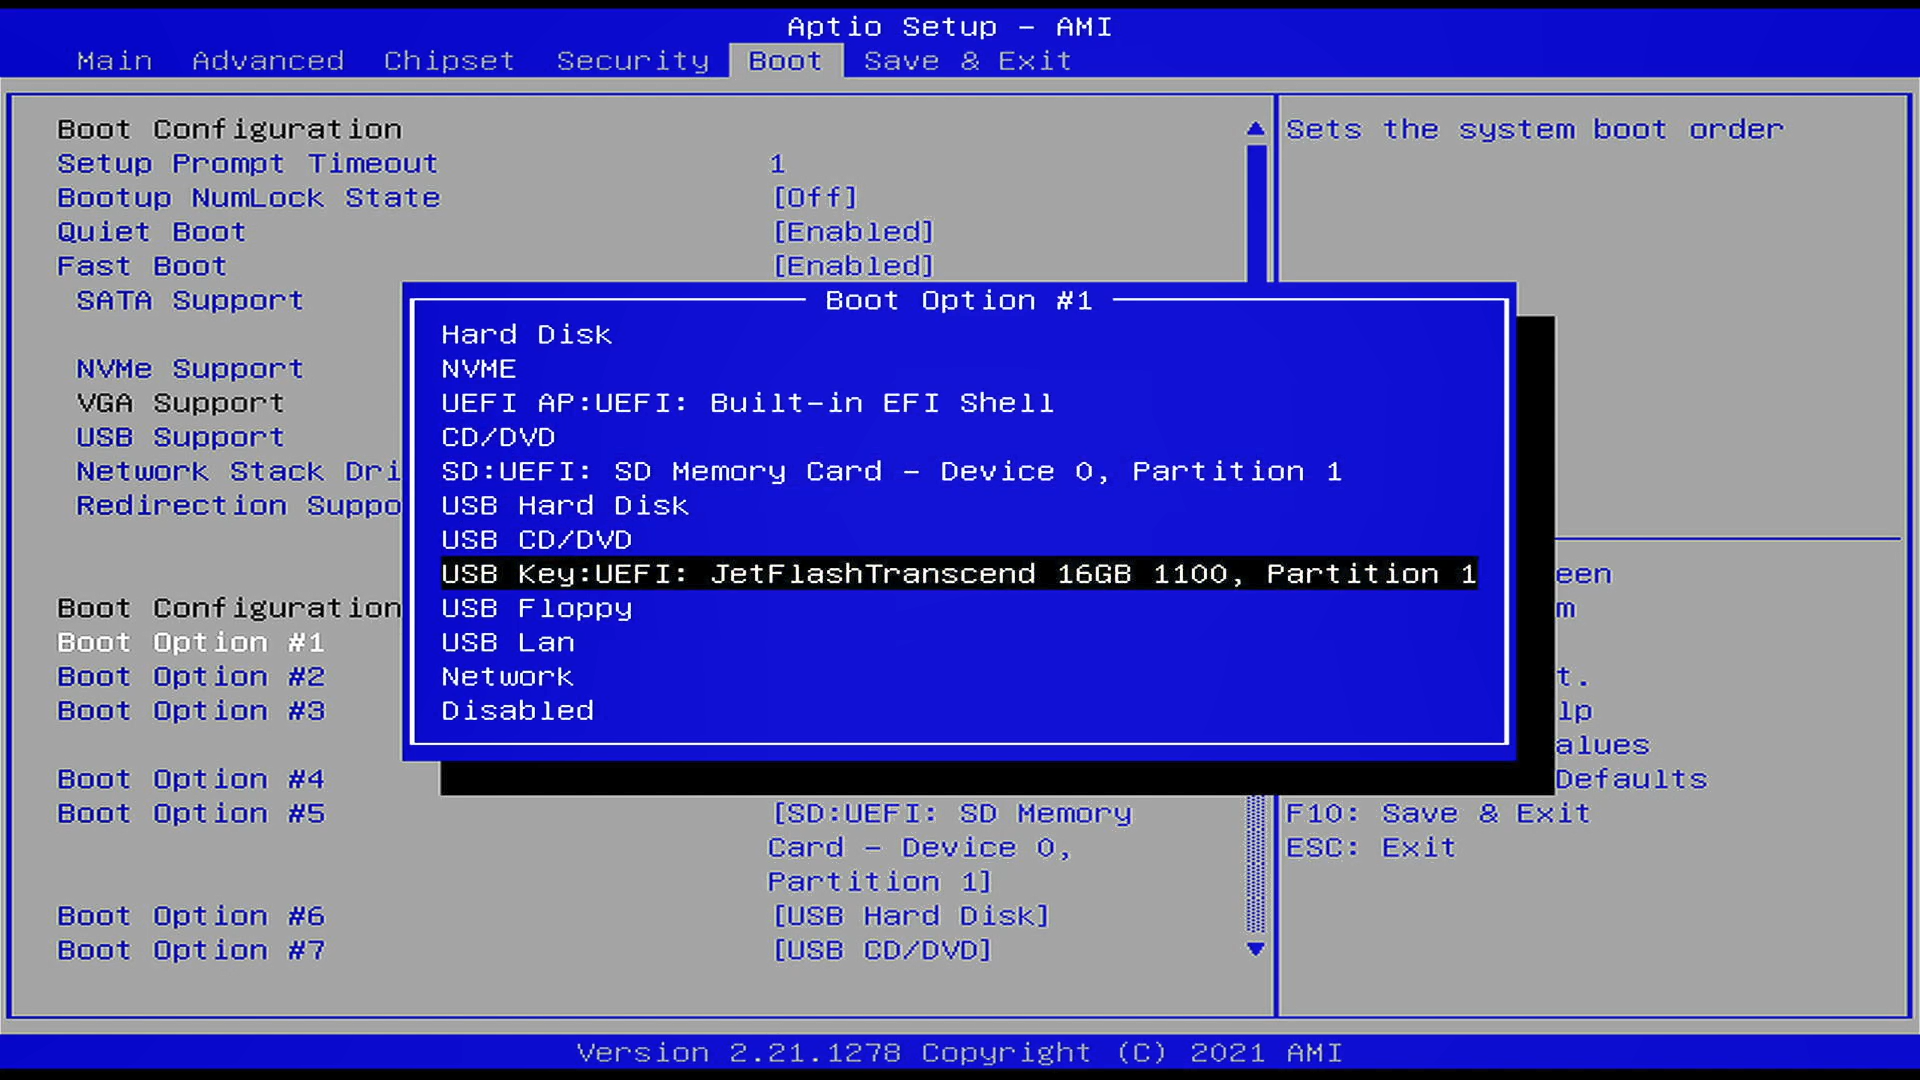 Aptio Setup – AMI
Main Advanced Chipset Security Boot Save & Exit
Boot Configuration
Setup Prompt Timeout 1
Bootup NumLock State [Off]
Quiet Boot [Enabled]
Fast Boot [Enabled]
SATA Support
NVMe Support
VGA Support
USB Support
Network Stack Dri
Redirection Suppo
Boot Configuration
Boot Option #1
Boot Option #2
Boot Option #3
Boot Option #4
Boot Option #5 [SD:UEFI: SD Memory
Card – Device 0,
Partition 1]
Boot Option #6 [USB Hard Disk]
Boot Option #7 [USB CD/DVD]
Boot Option #1
Hard Disk
NVME
UEFI AP:UEFI: Built-in EFI Shell
CD/DVD
SD:UEFI: SD Memory Card – Device 0, Partition 1
USB Hard Disk
USB CD/DVD
USB Key:UEFI: JetFlashTranscend 16GB 1100, Partition 1
USB Floppy
USB Lan
Network
Disabled
Sets the system boot order
een
m
t.
lp
alues
Defaults
F10: Save & Exit
ESC: Exit
Version 2.21.1278 Copyright (C) 2021 AMI